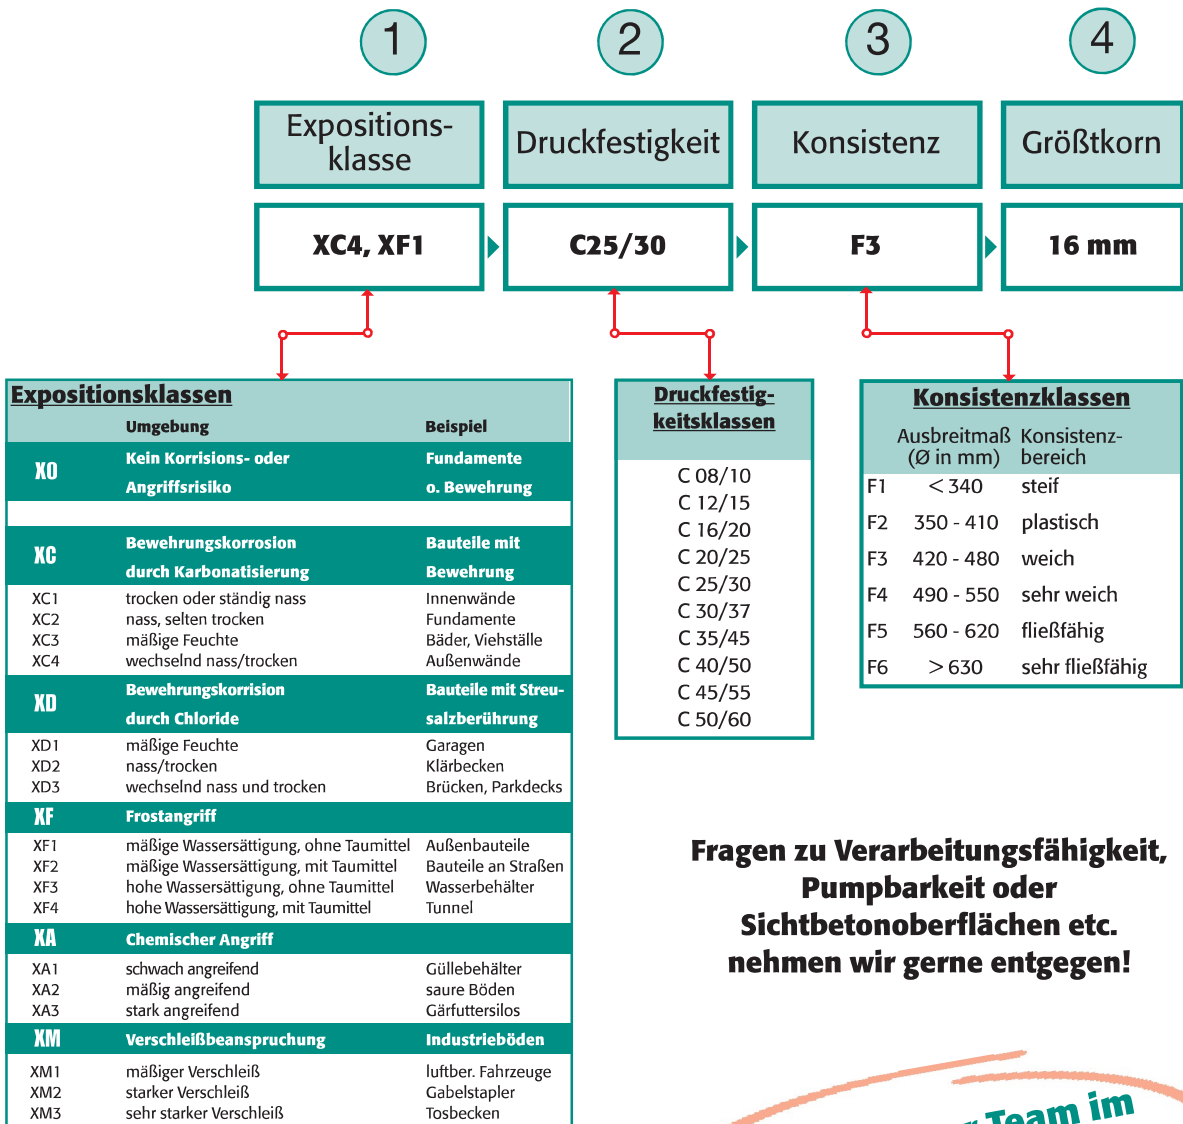 1 2 3 4
Expositions-
klasse
Druckfestigkeit
Konsistenz
Größtkorn
XC4, XF1
C25/30
F3
16 mm
Expositionsklassen
Umgebung Beispiel
XO
Kein Korrisions- oder Fundamente
Angriffsrisiko o. Bewehrung
XC
Bewehrungskorrosion Bauteile mit
durch Karbonatisierung Bewehrung
XC1 trocken oder ständig nass Innenwände
XC2 nass, selten trocken Fundamente
XC3 mäßige Feuchte Bäder, Viehställe
XC4 wechselnd nass/trocken Außenwände
XD
Bewehrungskorrision Bauteile mit Streu-
durch Chloride salzberührung
XD1 mäßige Feuchte Garagen
XD2 nass/trocken Klärbecken
XD3 wechselnd nass und trocken Brücken, Parkdecks
XF Frostangriff
XF1 mäßige Wassersättigung, ohne Taumittel Außenbauteile
XF2 mäßige Wassersättigung, mit Taumittel Bauteile an Straßen
XF3 hohe Wassersättigung, ohne Taumittel Wasserbehälter
XF4 hohe Wassersättigung, mit Taumittel Tunnel
XA Chemischer Angriff
XA1 schwach angreifend Güllebehälter
XA2 mäßig angreifend saure Böden
XA3 stark angreifend Gärfuttersilos
XM Verschleißbeanspruchung Industrieböden
XM1 mäßiger Verschleiß luftber. Fahrzeuge
XM2 starker Verschleiß Gabelstapler
XM3 sehr starker Verschleiß Tosbecken
Druckfestig-
keitsklassen
C 08/10
C 12/15
C 16/20
C 20/25
C 25/30
C 30/37
C 35/45
C 40/50
C 45/55
C 50/60
Konsistenzklassen
Ausbreitmaß Konsistenz-
(Ø in mm) bereich
F1 < 340 steif
F2 350 - 410 plastisch
F3 420 - 480 weich
F4 490 - 550 sehr weich
F5 560 - 620 fließfähig
F6 > 630 sehr fließfähig
Fragen zu Verarbeitungsfähigkeit,
Pumpbarkeit oder
Sichtbetonoberflächen etc.
nehmen wir gerne entgegen!
Team im